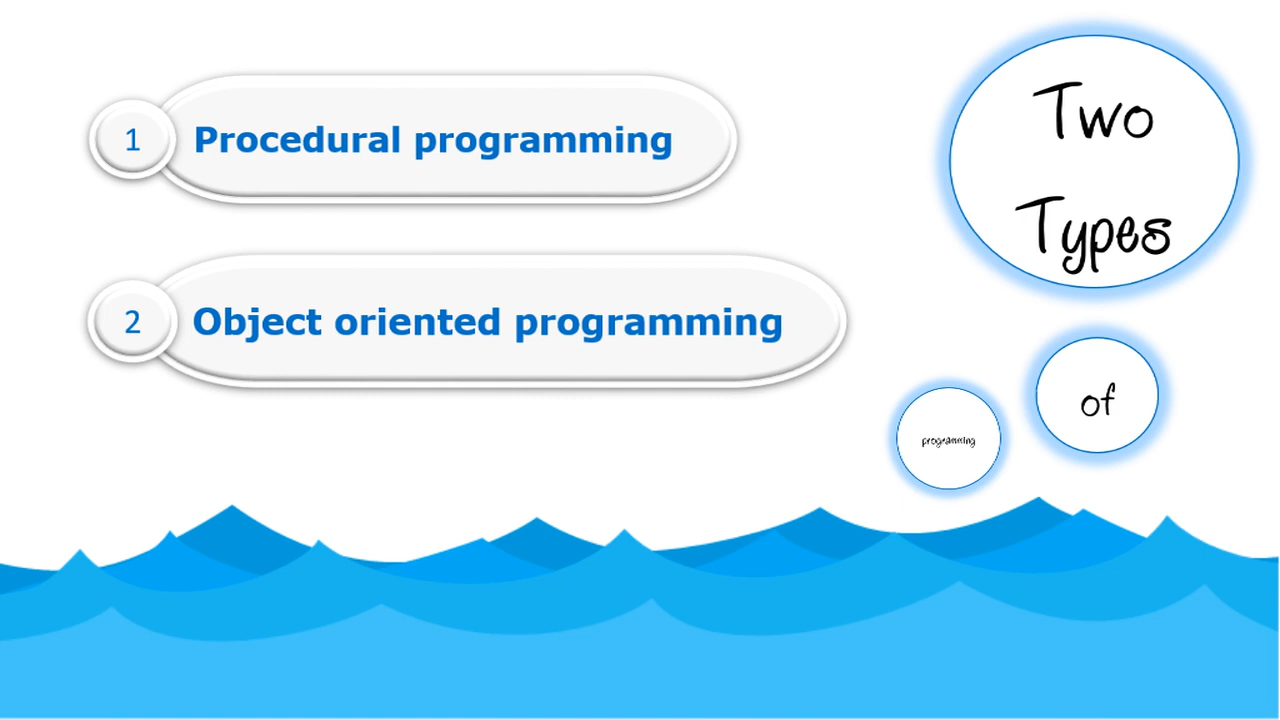 1
Procedural programming
2
Object oriented programming
Two
Types
of
programming